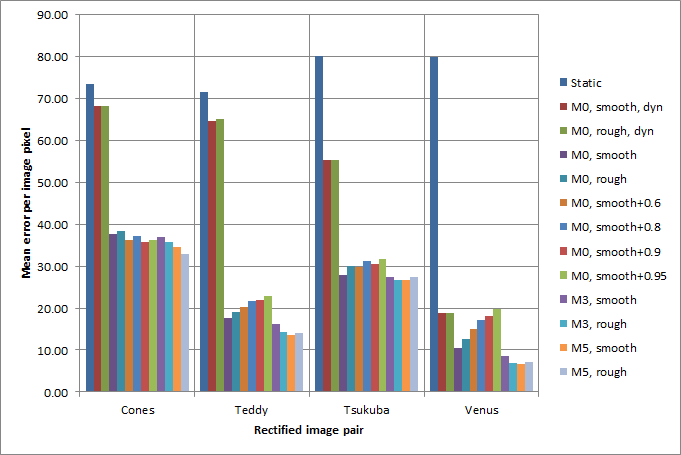 90.00
80.00
70.00
60.00
50.00
40.00
30.00
20.00
10.00
0.00
Mean error per image pixel
Cones
Teddy
Tsukuba
Venus
Rectified image pair
Static
M0, smooth, dyn
M0, rough, dyn
M0, smooth
M0, rough
M0, smooth+0.6
M0, smooth+0.8
M0, smooth+0.9
M0, smooth+0.95
M3, smooth
M3, rough
M5, smooth
M5, rough